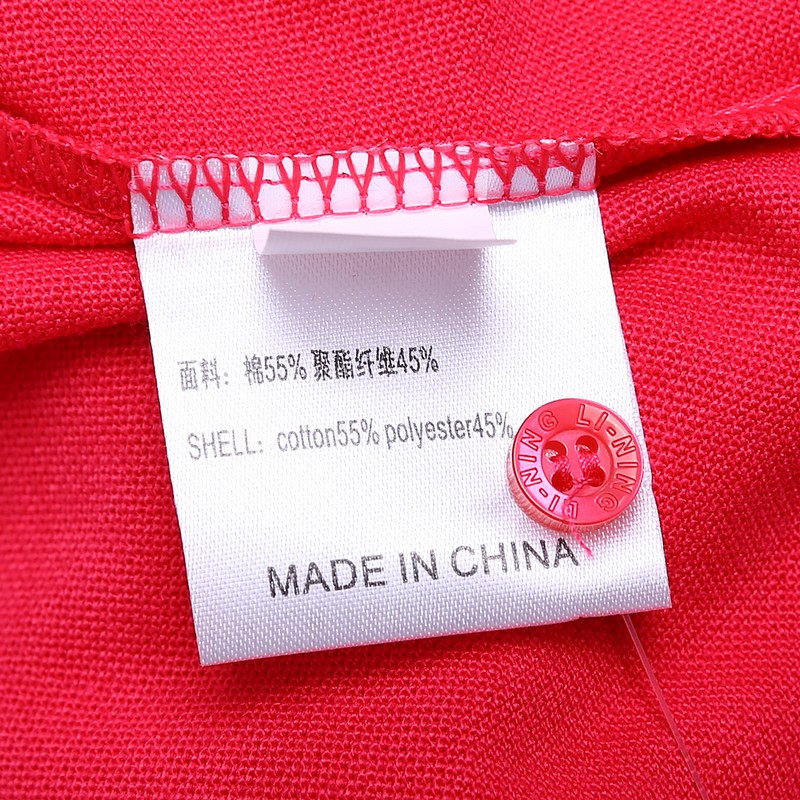 面料：棉55% 聚酯纤维45%
SHELL：cotton55% polyester45%
LI-NING LI-NING
MADE IN CHINA